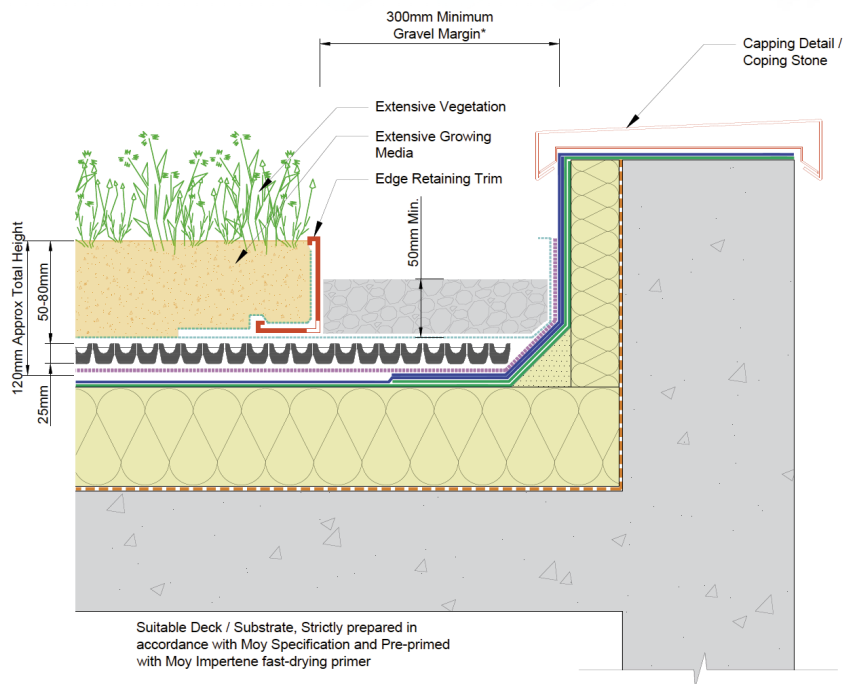 300mm Minimum
Gravel Margin*
Capping Detail /
Coping Stone
Extensive Vegetation
Extensive Growing
Media
Edge Retaining Trim
50mm Min.
120mm Approx Total Height
50-80mm
25mm
Suitable Deck / Substrate, Strictly prepared in
accordance with Moy Specification and Pre-primed
with Moy Impertene fast-drying primer